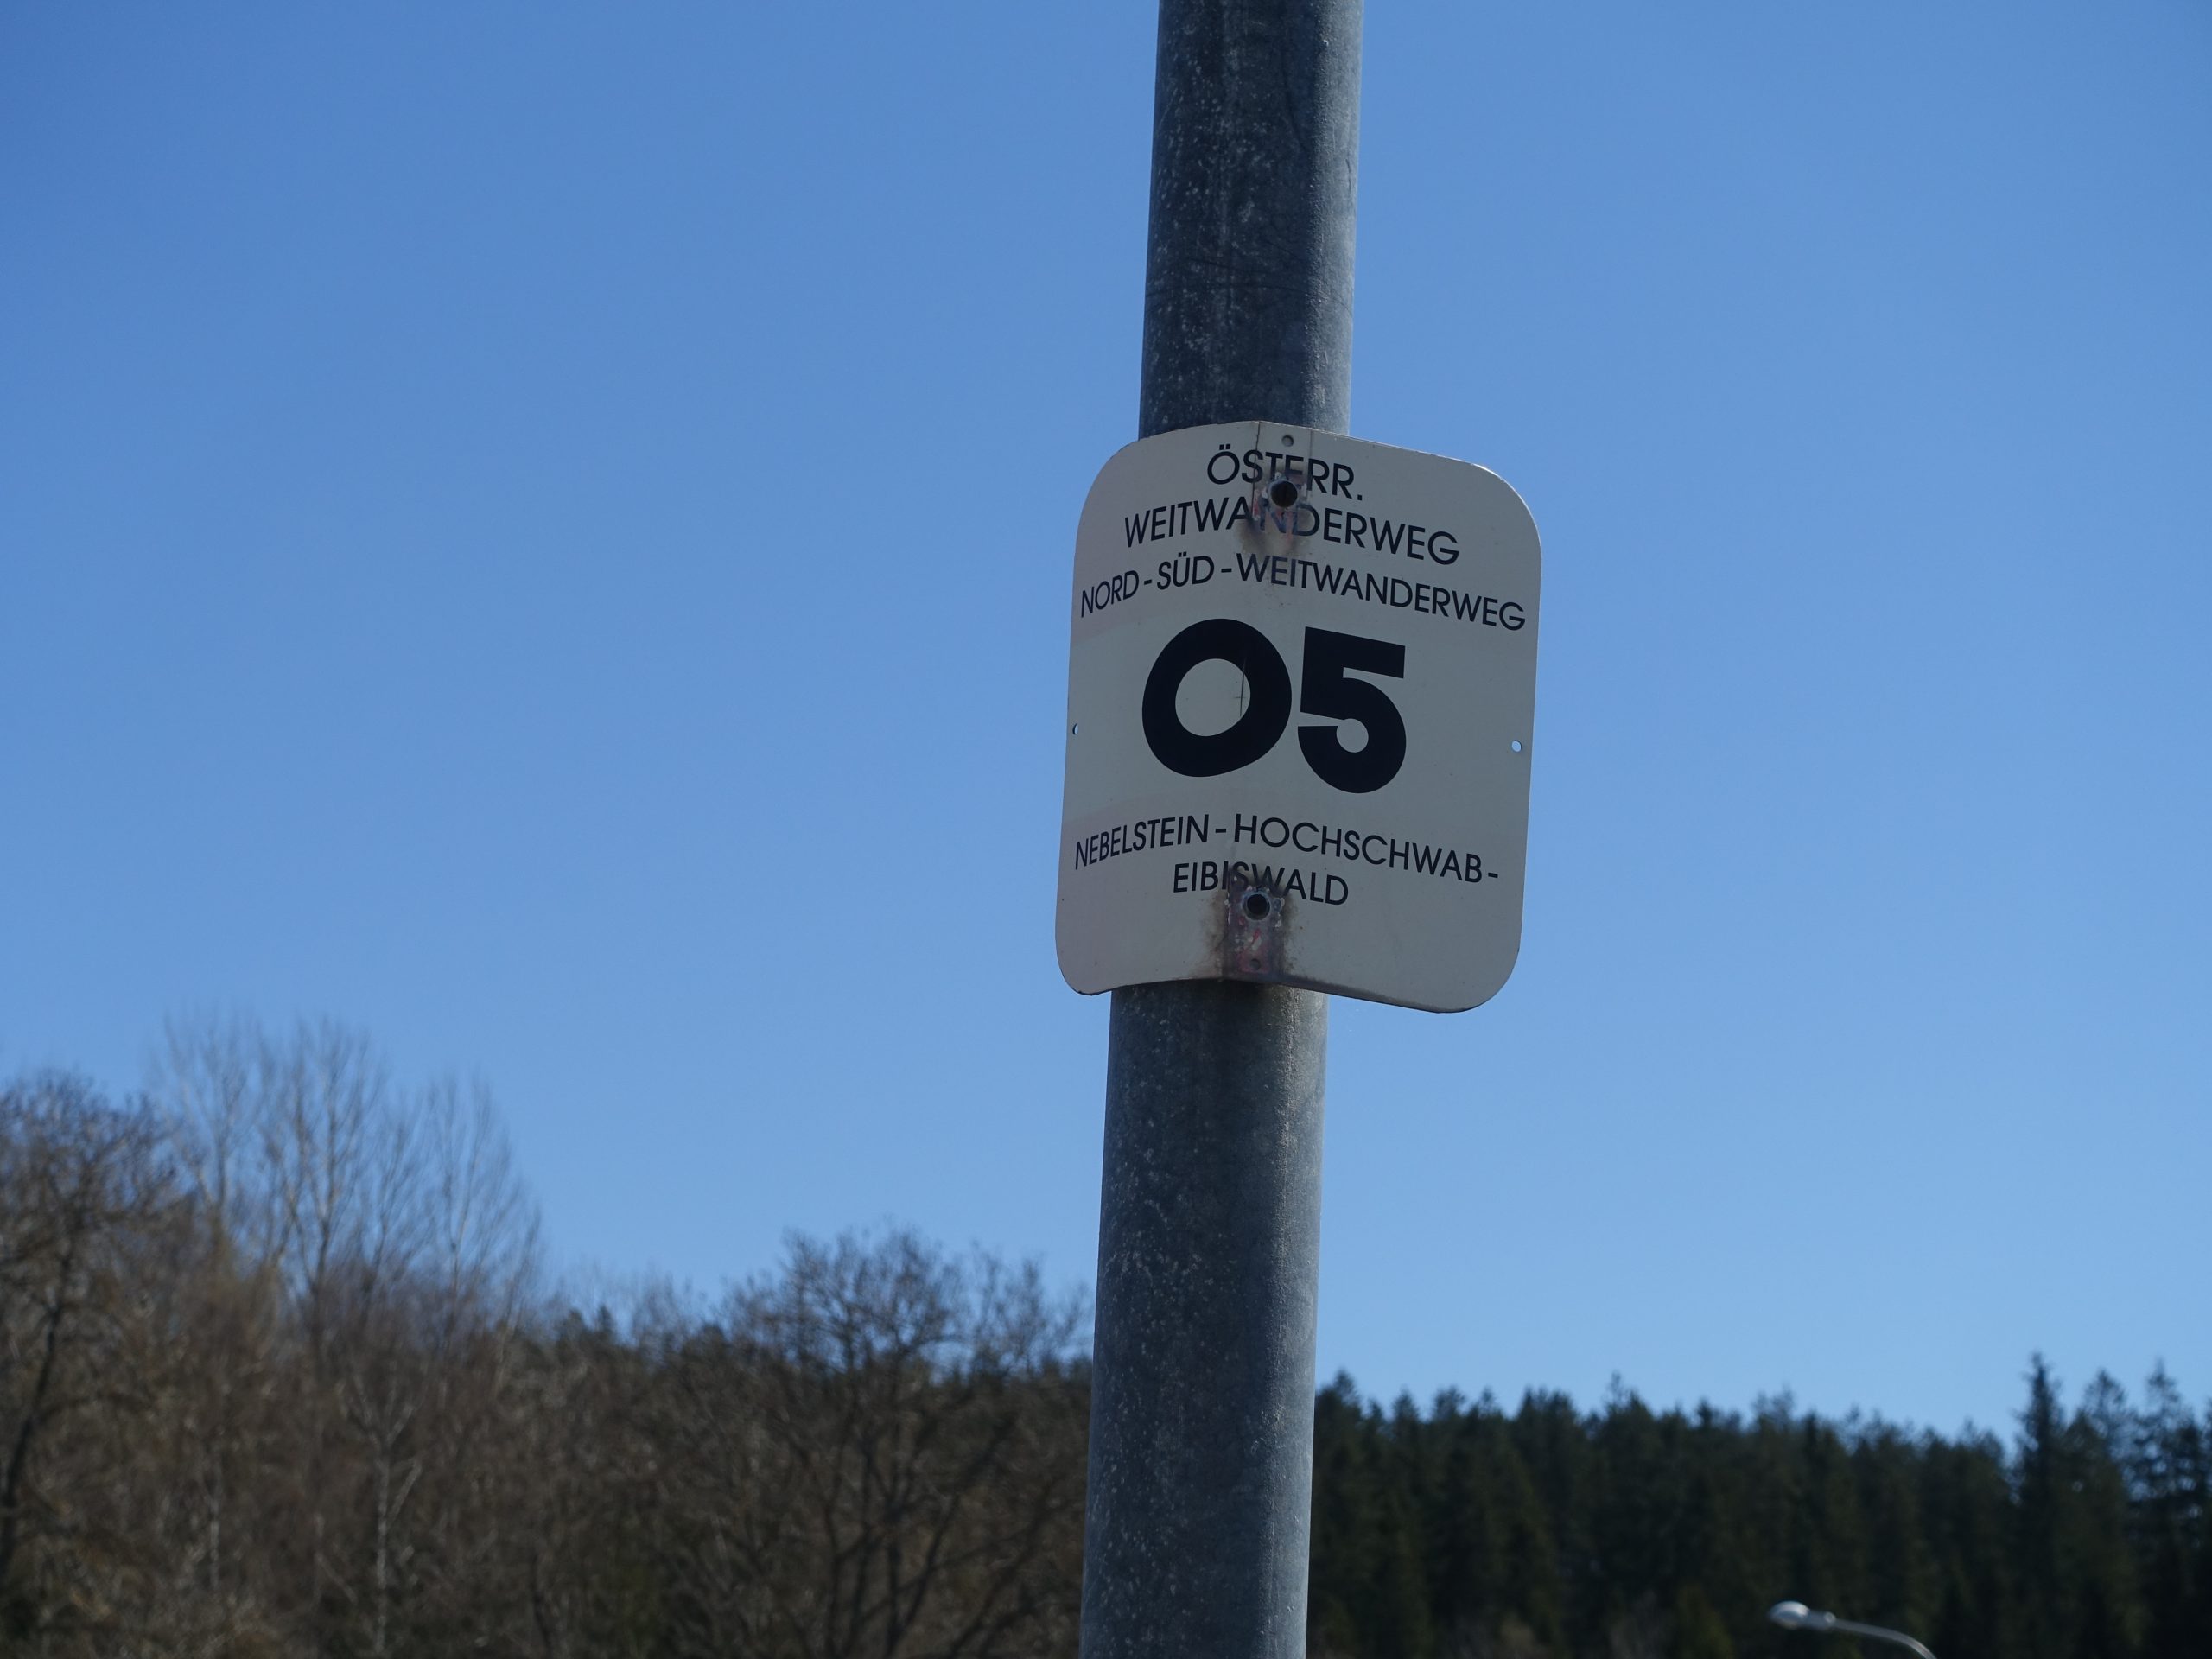 ÖSTERR.
WEITWANDERWEG
NORD-SÜD-WEITWANDERWEG
05
NEBELSTEIN-HOCHSCHWAB-
EIBISWALD